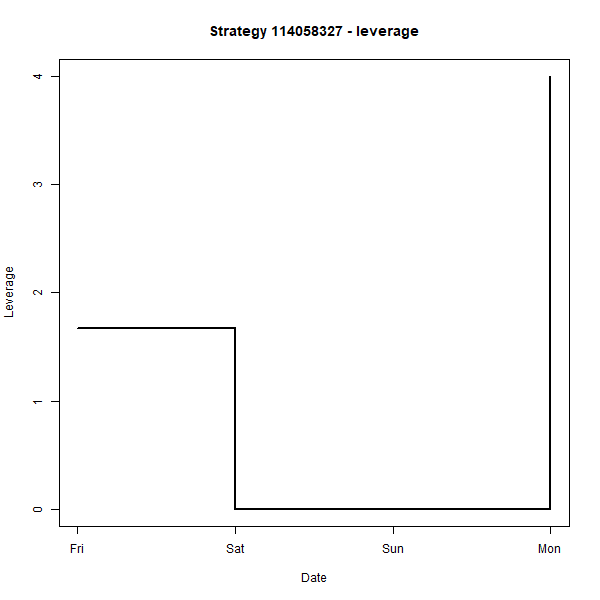 Strategy 114058327 - leverage
4
3
2
1
0
Leverage
Fri Sat Sun Mon
Date